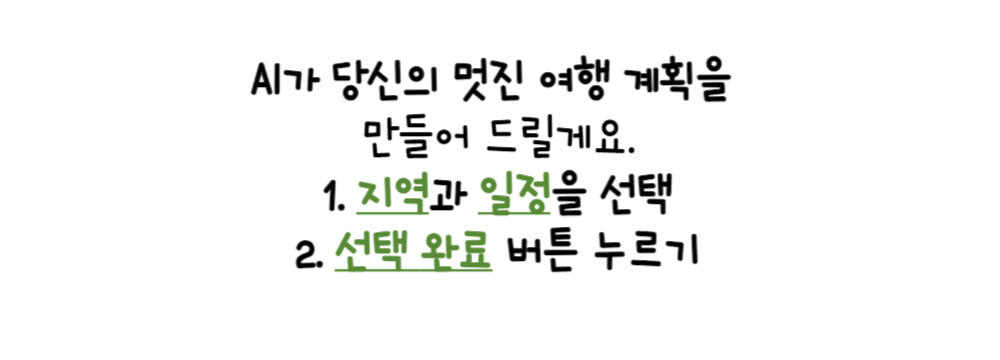 AI가 당신의 멋진 여행 계획을
만들어 드릴게요.
1. 지역과 일정을 선택
2. 선택 완료 버튼 누르기